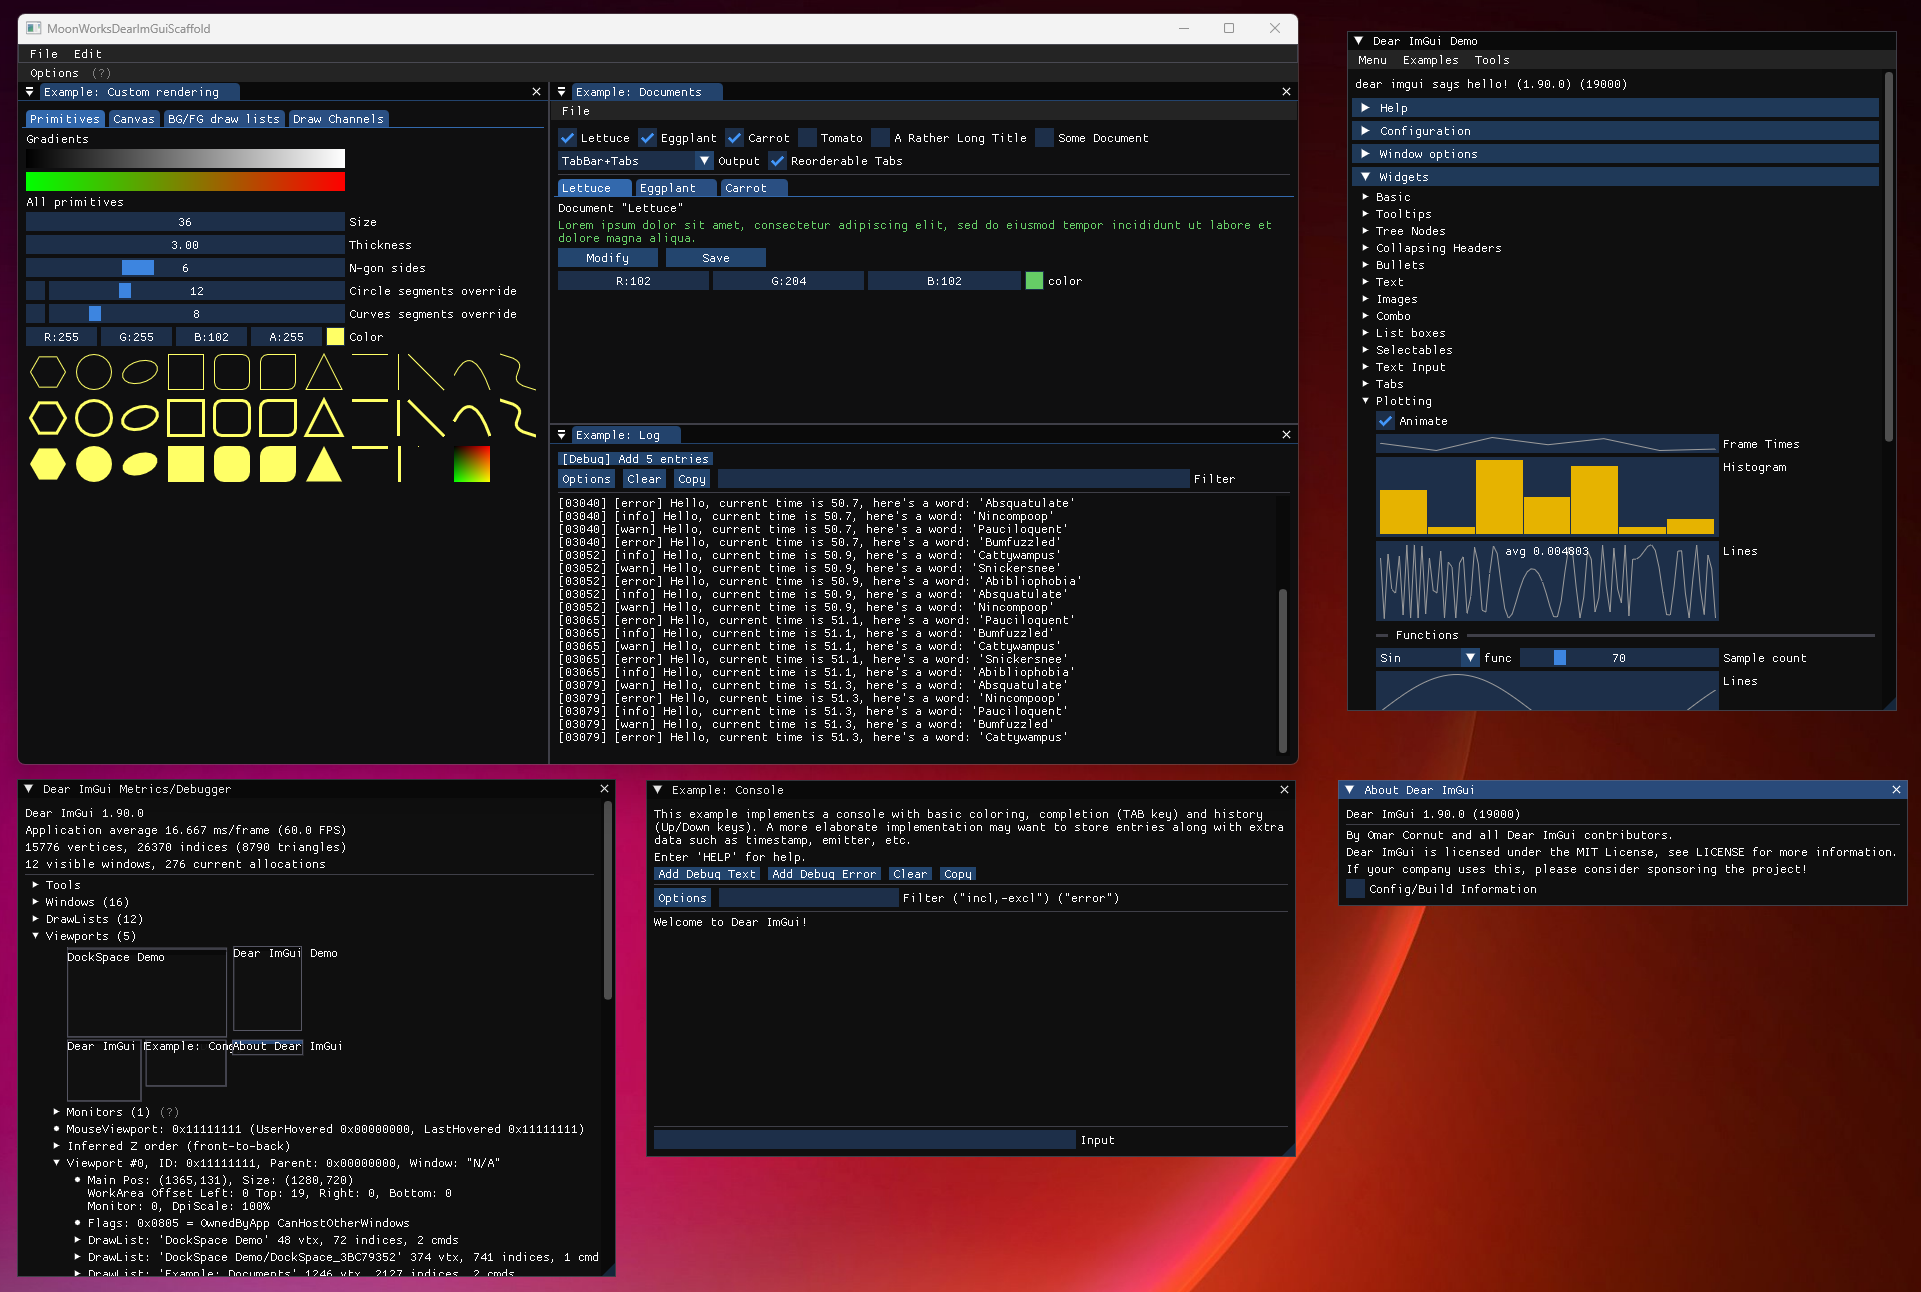 MoonWorksDearImGuiScaffold
File Edit
Options (?)
Example: Custom rendering
Primitives Canvas BG/FG draw lists Draw Channels
Gradients
All primitives
36 Size
3.00 Thickness
6 N-gon sides
12 Circle segments override
8 Curves segments override
R:255 G:255 B:102 A:255 Color
Example: Documents
File
Lettuce Eggplant Carrot Tomato A Rather Long Title Some Document
TabBar+Tabs Output Reorderable Tabs
Lettuce Eggplant Carrot
Document "Lettuce"
Lorem ipsum dolor sit amet, consectetur adipiscing elit, sed do eiusmod tempor incididunt ut labore et
dolore magna aliqua.
Modify Save
R:102 G:204 B:102 color
Example: Log
[Debug] Add 5 entries
Options Clear Copy Filter
[03040] [error] Hello, current time is 50.7, here's a word: 'Absquatulate'
[03040] [info] Hello, current time is 50.7, here's a word: 'Nincompoop'
[03040] [warn] Hello, current time is 50.7, here's a word: 'Pauciloquent'
[03040] [error] Hello, current time is 50.7, here's a word: 'Bumfuzzled'
[03052] [info] Hello, current time is 50.9, here's a word: 'Cattywampus'
[03052] [warn] Hello, current time is 50.9, here's a word: 'Snickersnee'
[03052] [error] Hello, current time is 50.9, here's a word: 'Abibliophobia'
[03052] [info] Hello, current time is 50.9, here's a word: 'Absquatulate'
[03052] [warn] Hello, current time is 50.9, here's a word: 'Nincompoop'
[03065] [error] Hello, current time is 51.1, here's a word: 'Pauciloquent'
[03065] [info] Hello, current time is 51.1, here's a word: 'Bumfuzzled'
[03065] [warn] Hello, current time is 51.1, here's a word: 'Cattywampus'
[03065] [error] Hello, current time is 51.1, here's a word: 'Snickersnee'
[03065] [info] Hello, current time is 51.1, here's a word: 'Abibliophobia'
[03079] [warn] Hello, current time is 51.3, here's a word: 'Absquatulate'
[03079] [error] Hello, current time is 51.3, here's a word: 'Nincompoop'
[03079] [info] Hello, current time is 51.3, here's a word: 'Pauciloquent'
[03079] [warn] Hello, current time is 51.3, here's a word: 'Bumfuzzled'
[03079] [error] Hello, current time is 51.3, here's a word: 'Cattywampus'
Dear ImGui Demo
Menu Examples Tools
dear imgui says hello! (1.90.0) (19000)
Help
Configuration
Window options
Widgets
Basic
Tooltips
Tree Nodes
Collapsing Headers
Bullets
Text
Images
Combo
List boxes
Selectables
Text Input
Tabs
Plotting
Animate
Frame Times
Histogram
avg 0.004803 Lines
Functions
Sin func 70 Sample count
Lines
Dear ImGui Metrics/Debugger
Dear ImGui 1.90.0
Application average 16.667 ms/frame (60.0 FPS)
15776 vertices, 26370 indices (8790 triangles)
12 visible windows, 276 current allocations
Tools
Windows (16)
DrawLists (12)
Viewports (5)
DockSpace Demo Dear ImGui Demo
Dear ImGui Example: Con About Dear ImGui
Monitors (1) (?)
MouseViewport: 0x11111111 (UserHovered 0x00000000, LastHovered 0x11111111)
Inferred Z order (front-to-back)
Viewport #0, ID: 0x11111111, Parent: 0x00000000, Window: "N/A"
Main Pos: (1365,131), Size: (1280,720)
WorkArea Offset Left: 0 Top: 19, Right: 0, Bottom: 0
Monitor: 0, DpiScale: 100%
Flags: 0x0805 = OwnedByApp CanHostOtherWindows
DrawList: 'DockSpace Demo' 48 vtx, 72 indices, 2 cmds
DrawList: 'DockSpace Demo/DockSpace_3BC79352' 374 vtx, 741 indices, 1 cmd
DrawList: 'Example: Documents' 1246 vtx, 2127 indices, 2 cmds
Example: Console
This example implements a console with basic coloring, completion (TAB key) and history
(Up/Down keys). A more elaborate implementation may want to store entries along with extra
data such as timestamp, emitter, etc.
Enter 'HELP' for help.
Add Debug Text Add Debug Error Clear Copy
Options Filter ("incl,-excl") ("error")
Welcome to Dear ImGui!
Input
About Dear ImGui
Dear ImGui 1.90.0 (19000)
By Omar Cornut and all Dear ImGui contributors.
Dear ImGui is licensed under the MIT License, see LICENSE for more information.
If your company uses this, please consider sponsoring the project!
Config/Build Information